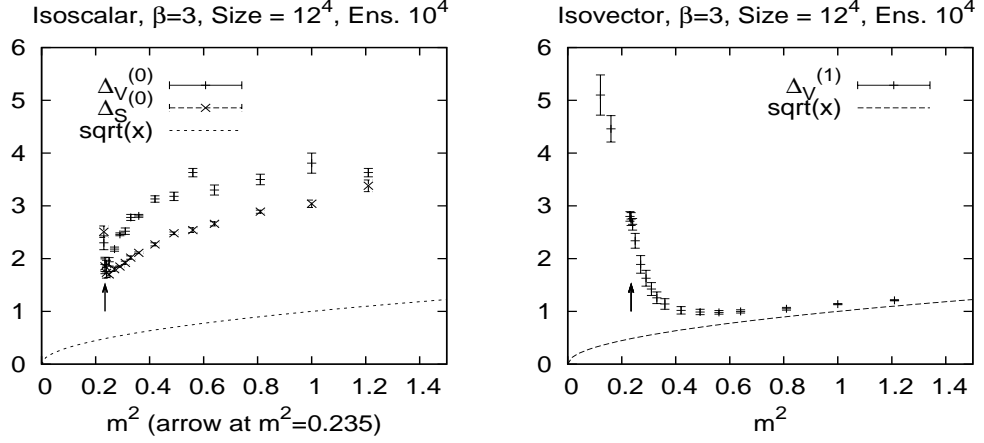 Isoscalar, β=3, Size = 12⁴, Ens. 10⁴
6
5
4
3
2
1
0
Δ_V^(0)
Δ_S^(0)
sqrt(x)
0 0.2 0.4 0.6 0.8 1 1.2 1.4
m² (arrow at m²=0.235)
Isovector, β=3, Size = 12⁴, Ens. 10⁴
6
5
4
3
2
1
0
Δ_V^(1)
sqrt(x)
0 0.2 0.4 0.6 0.8 1 1.2 1.4
m²